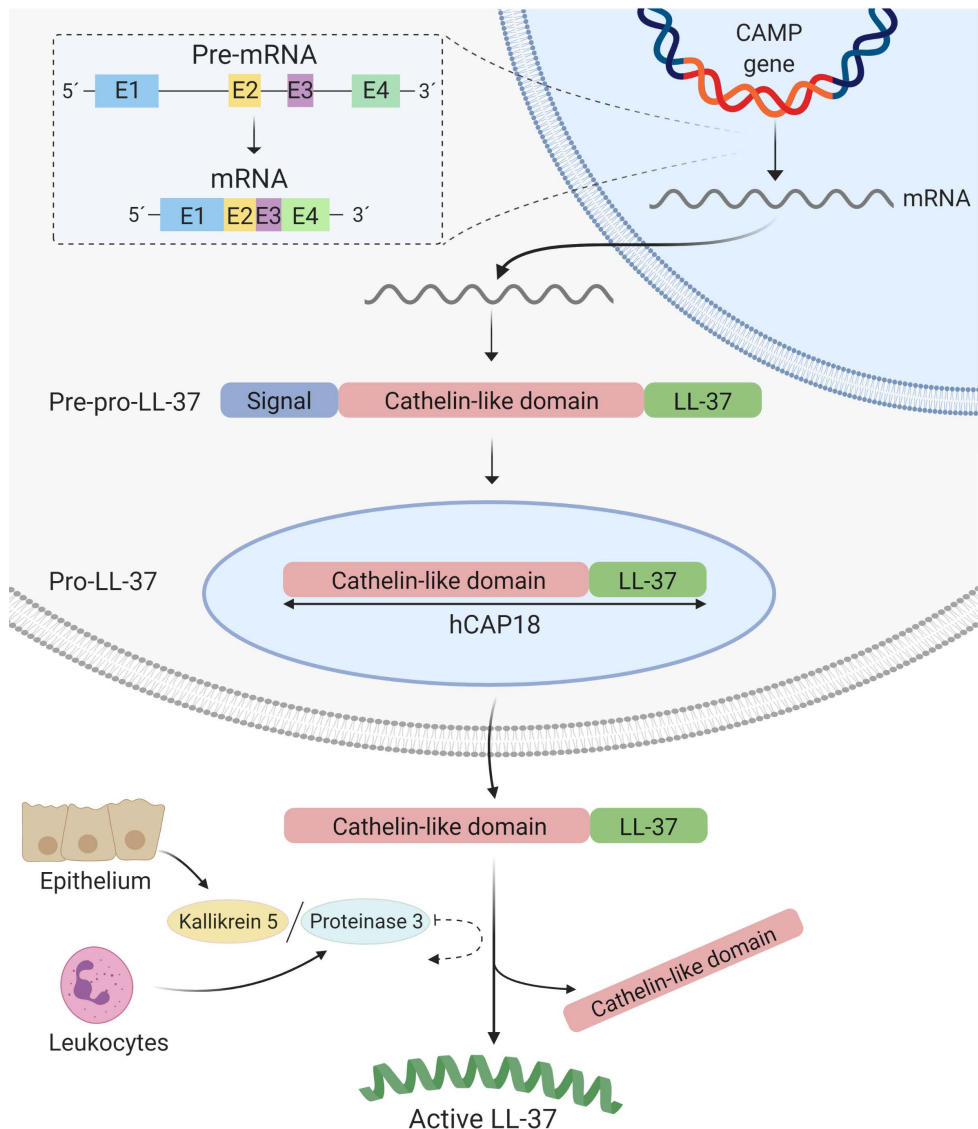 Pre-mRNA
5´ E1 E2 E3 E4 3´
mRNA
5´ E1 E2 E3 E4 3´
CAMP
gene
mRNA
Pre-pro-LL-37 Signal Cathelin-like domain LL-37
Pro-LL-37 Cathelin-like domain LL-37
hCAP18
Cathelin-like domain LL-37
Epithelium
Kallikrein 5 / Proteinase 3
Cathelin-like domain
Leukocytes
Active LL-37